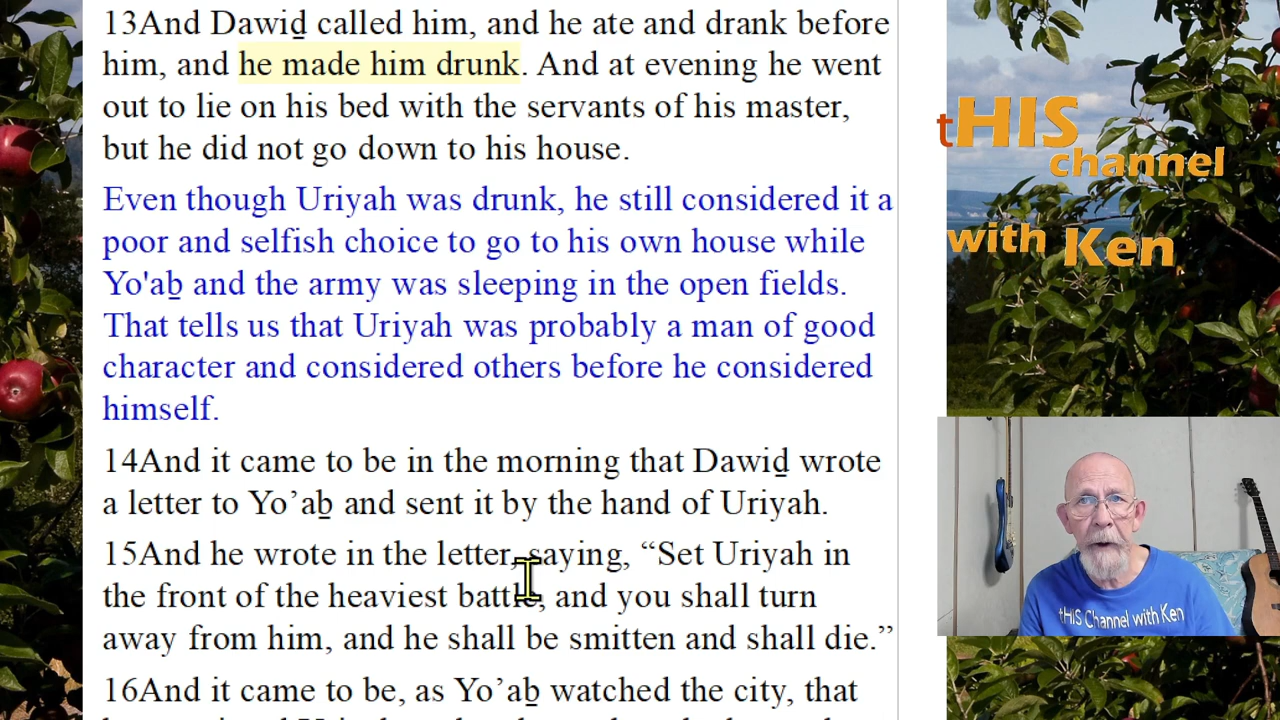 13And Dawiḏ called him, and he ate and drank before
him, and he made him drunk. And at evening he went
out to lie on his bed with the servants of his master,
but he did not go down to his house.
Even though Uriyah was drunk, he still considered it a
poor and selfish choice to go to his own house while
Yo'aḇ and the army was sleeping in the open fields.
That tells us that Uriyah was probably a man of good
character and considered others before he considered
himself.
14And it came to be in the morning that Dawiḏ wrote
a letter to Yo’aḇ and sent it by the hand of Uriyah.
15And he wrote in the letter, saying, “Set Uriyah in
the front of the heaviest battle, and you shall turn
away from him, and he shall be smitten and shall die.”
16And it came to be, as Yo’aḇ watched the city, that
tHIS
channel
with Ken
tHIS Channel with Ken